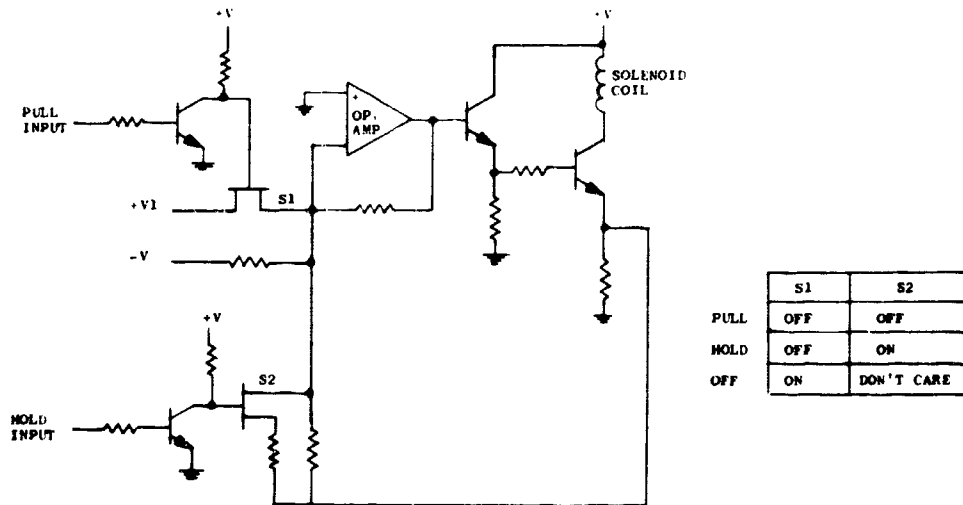 +V
+V
PULL
INPUT
+
OP.
AMP
SOLENOID
COIL
+V1
S1
-V
+V
S2
HOLD
INPUT
S1 S2
PULL OFF OFF
HOLD OFF ON
OFF ON DON'T CARE